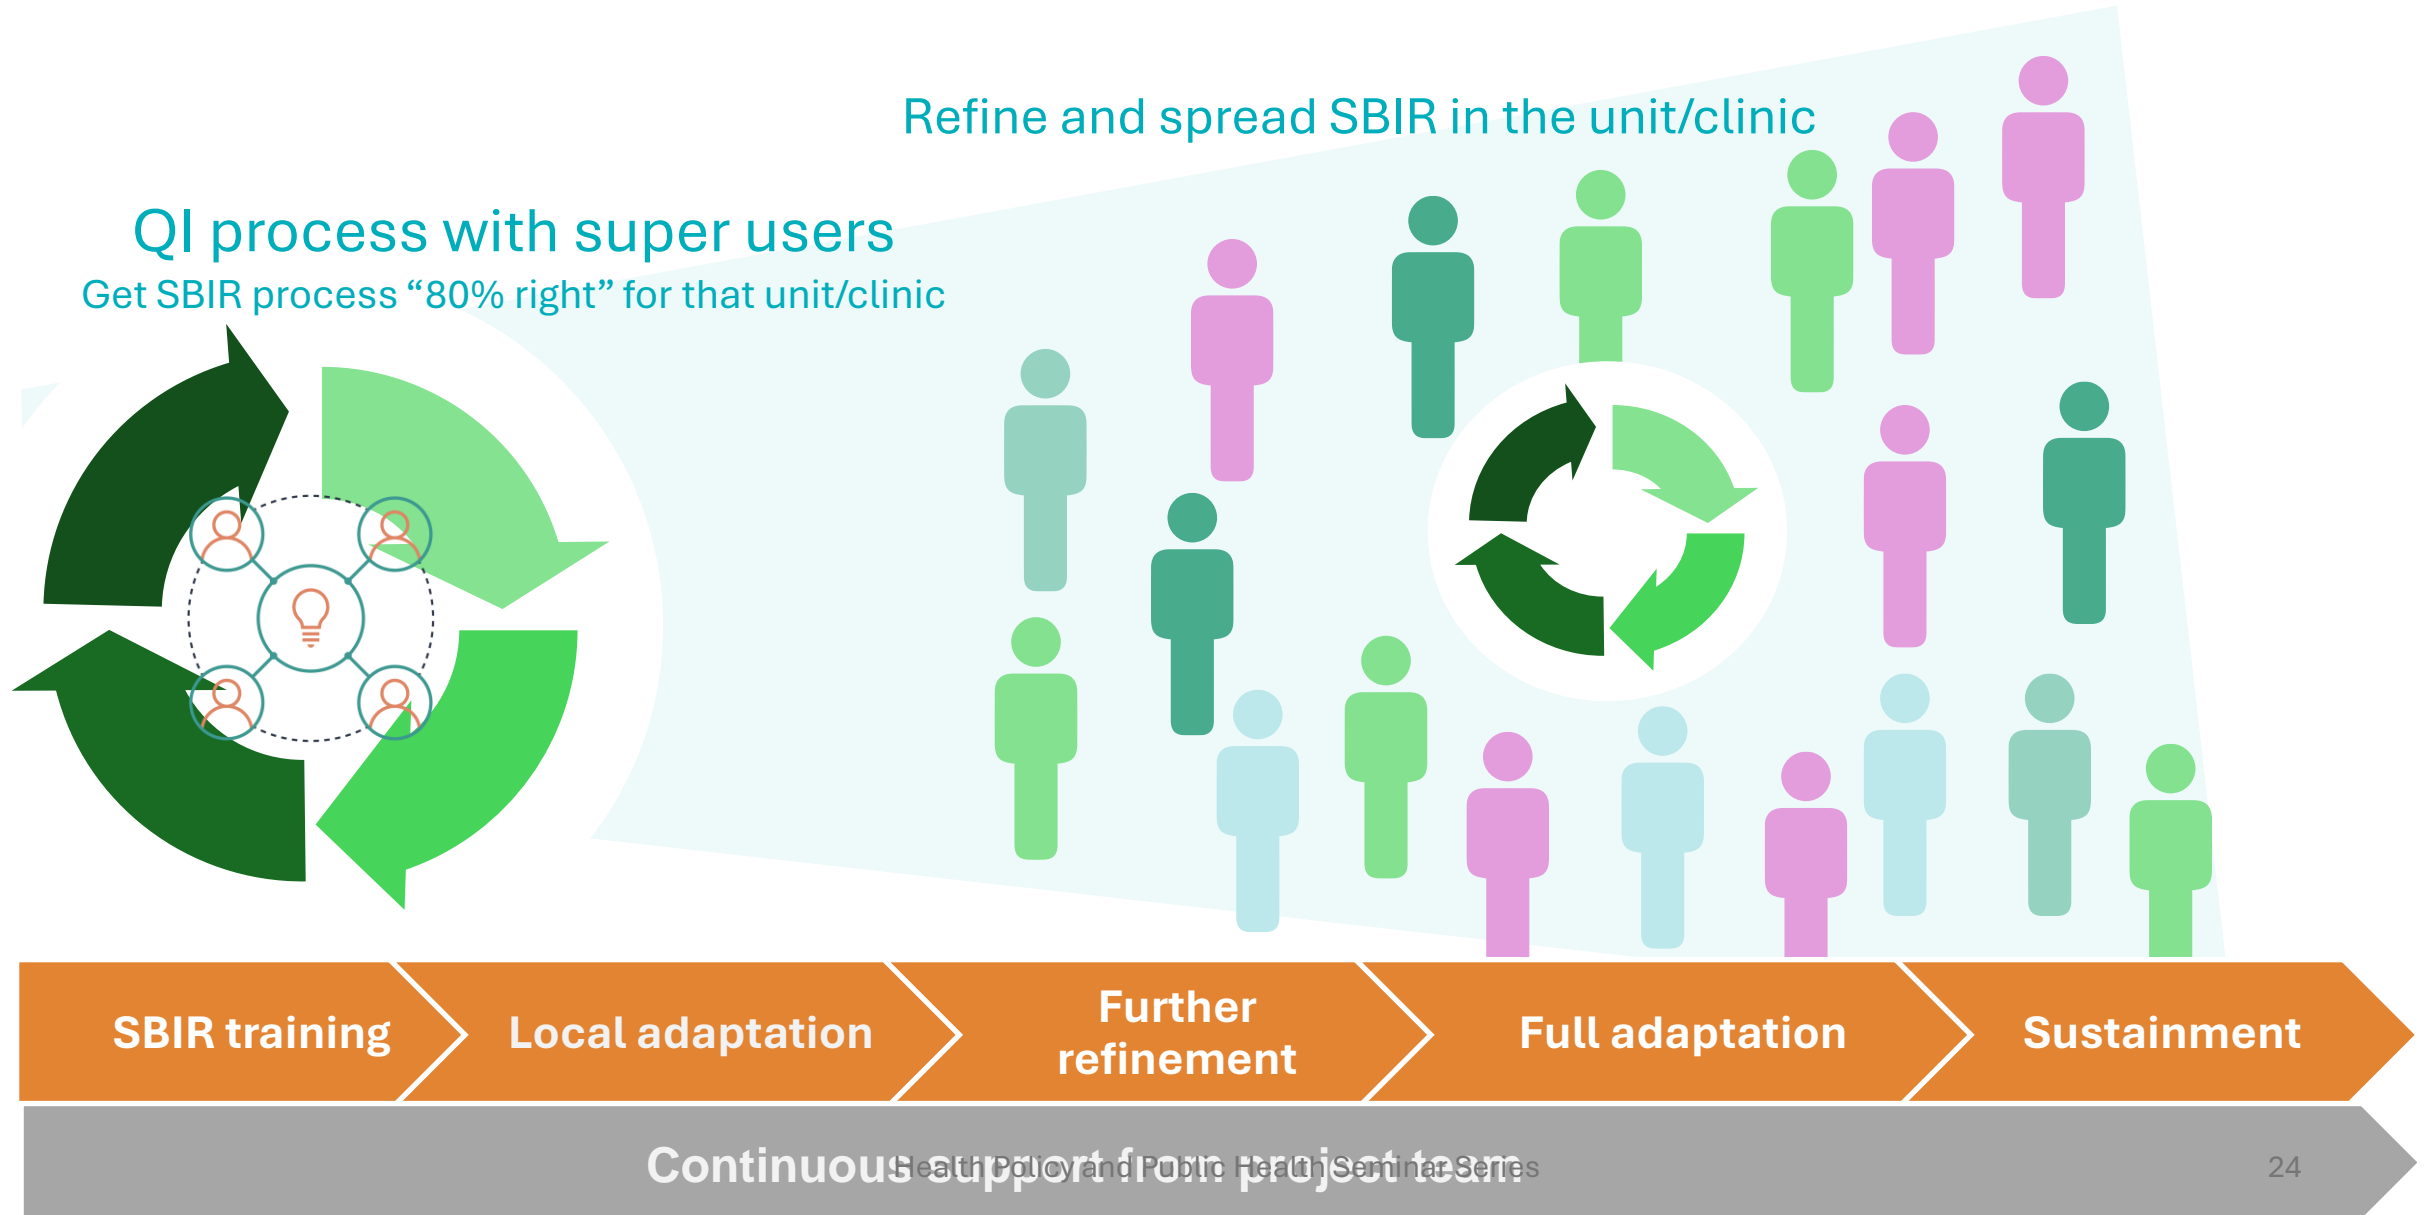 Refine and spread SBIR in the unit/clinic
QI process with super users
Get SBIR process “80% right” for that unit/clinic
SBIR training
Local adaptation
Further
refinement
Full adaptation
Sustainment
Continuous support from project team
Health Policy and Public Health Seminar Series
24